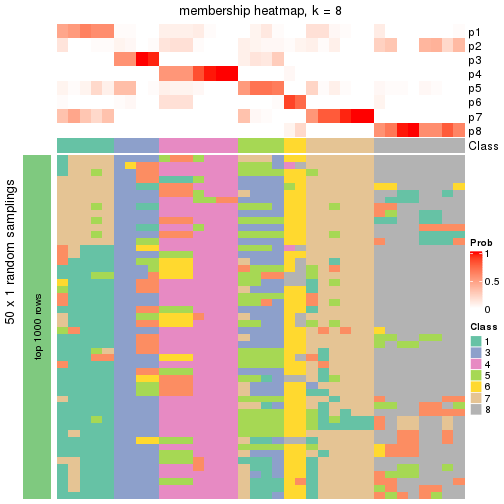 membership heatmap, k = 8
p1
p2
p3
p4
p5
p6
p7
p8
Class
50 x 1 random samplings
top 1000 rows
Prob
1
0.5
0
Class
1
3
4
5
6
7
8